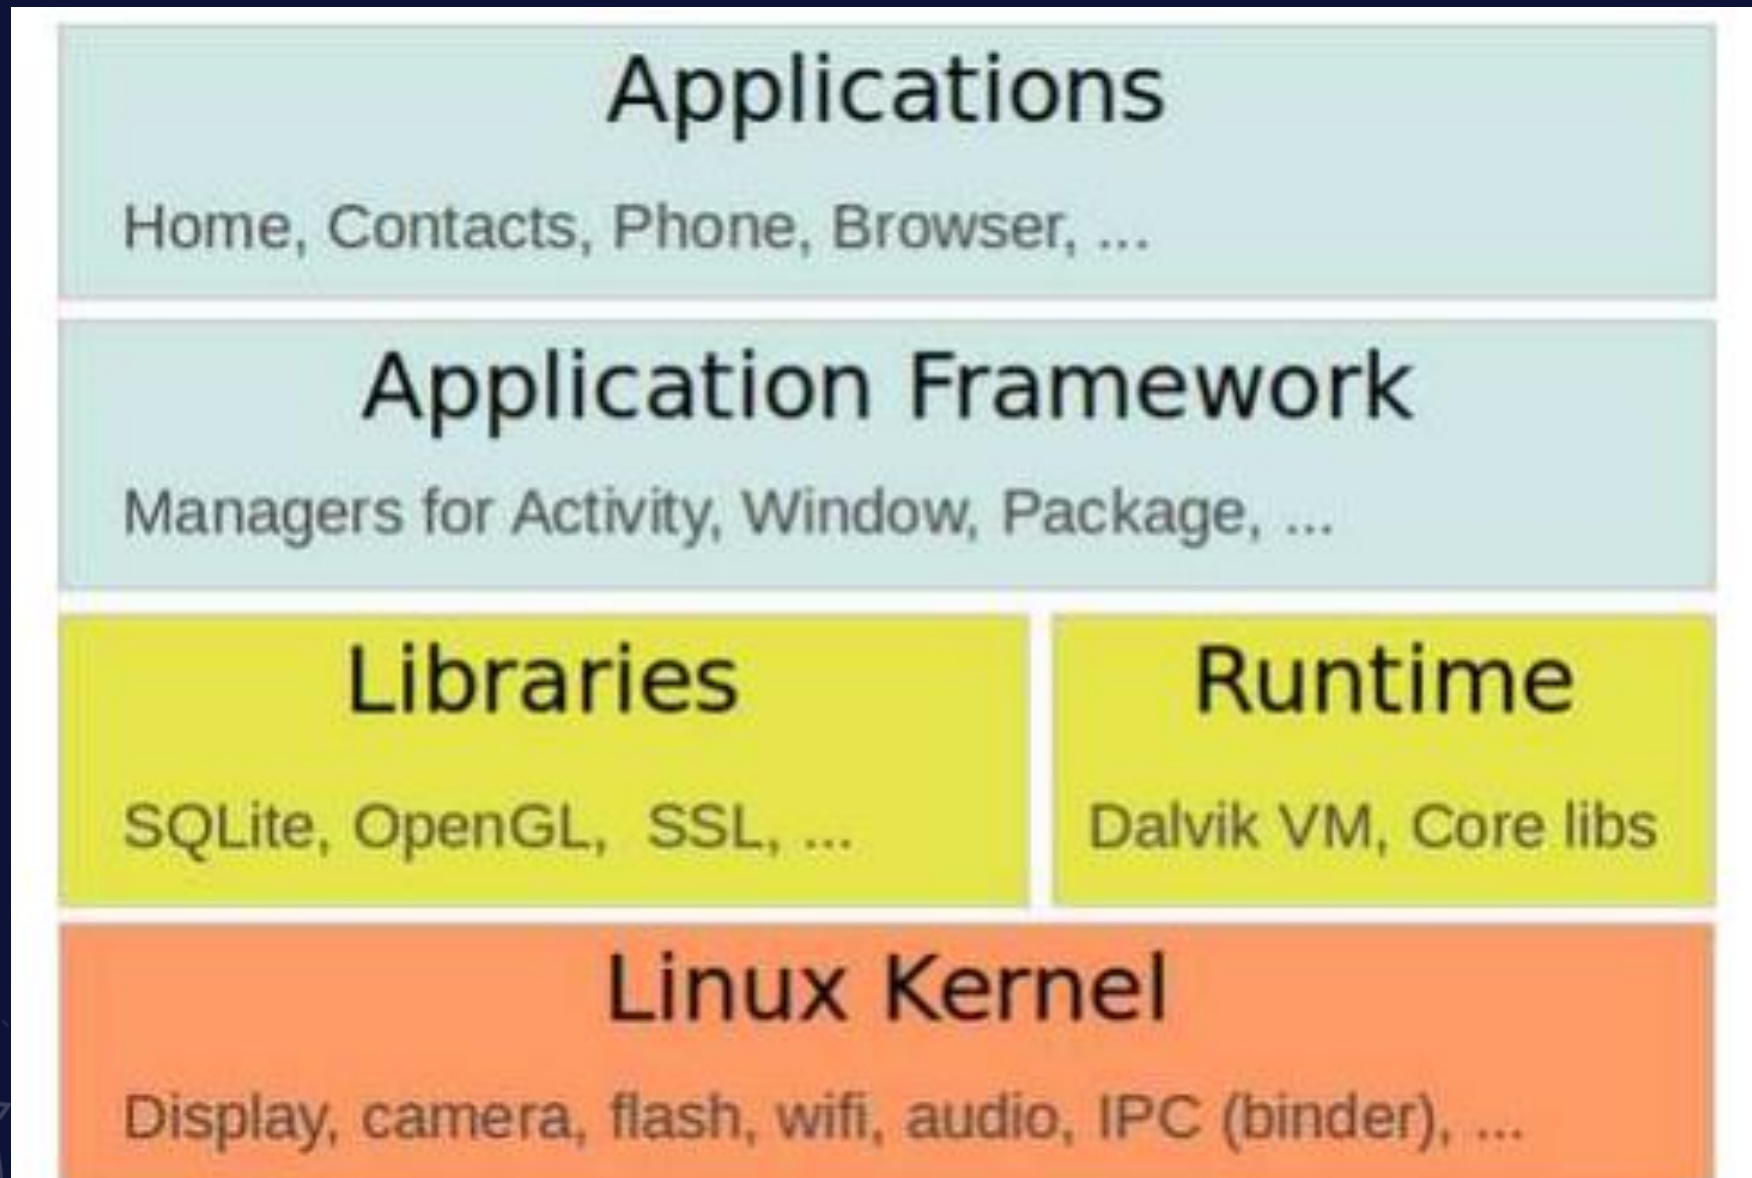 Applications
Home, Contacts, Phone, Browser, ...
Application Framework
Managers for Activity, Window, Package, ...
Libraries
SQLite, OpenGL,  SSL, ...
Runtime
Dalvik VM, Core libs
Linux Kernel
Display, camera, flash, wifi, audio, IPC (binder), ...